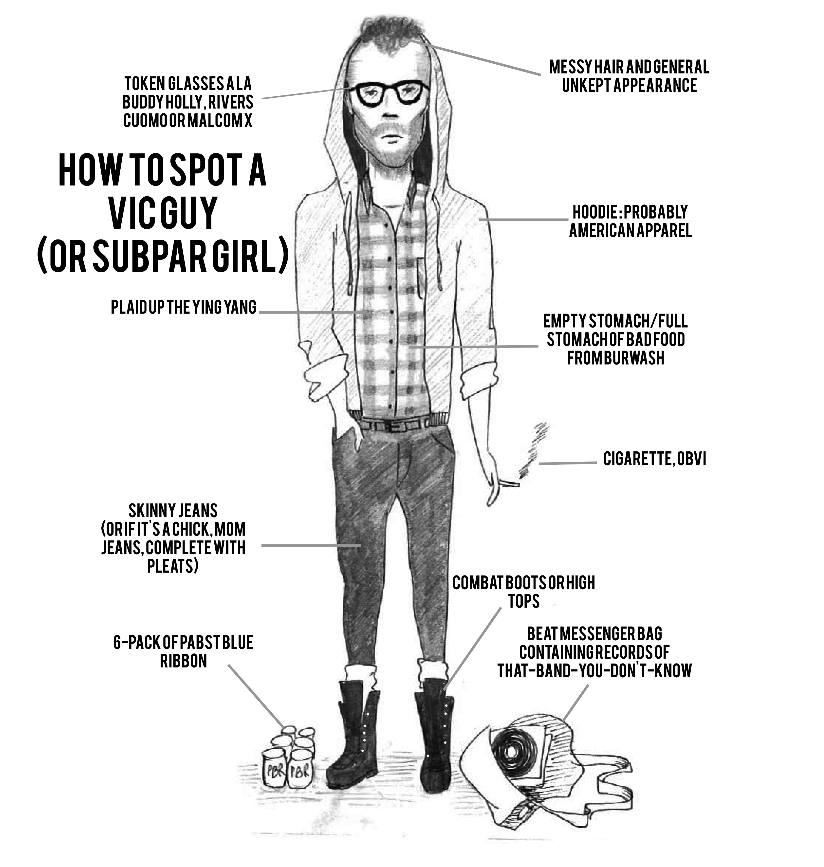 MESSY HAIR AND GENERAL
UNKEPT APPEARANCE
TOKEN GLASSES A LA
BUDDY HOLLY, RIVERS
CUOMO OR MALCOM X
HOW TO SPOT A
VIC GUY
(OR SUBPAR GIRL)
HOODIE: PROBABLY
AMERICAN APPAREL
PLAID UP THE YING YANG
EMPTY STOMACH/FULL
STOMACH OF BAD FOOD
FROM BURWASH
CIGARETTE, OBVI
SKINNY JEANS
(OR IF IT'S A CHICK, MOM
JEANS, COMPLETE WITH
PLEATS)
COMBAT BOOTS OR HIGH
TOPS
6-PACK OF PABST BLUE
RIBBON
BEAT MESSENGER BAG
CONTAINING RECORDS OF
THAT-BAND-YOU-DON'T-KNOW
PBR PBR